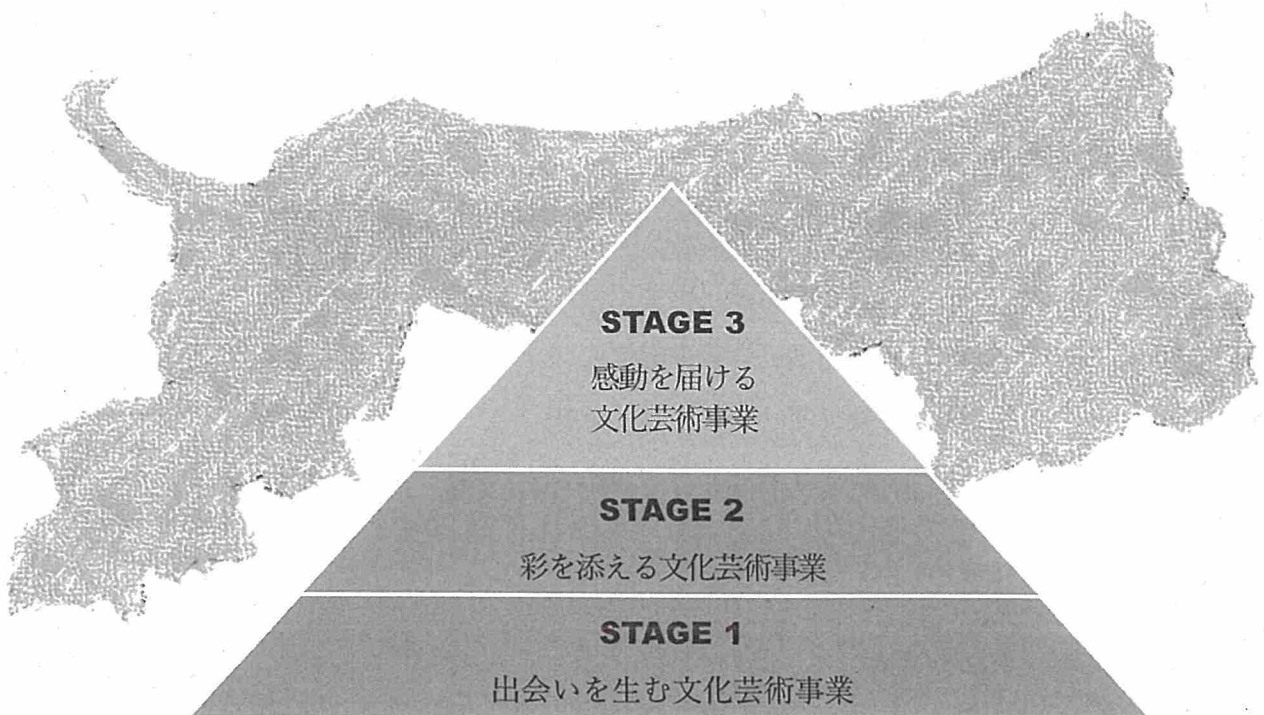 STAGE 3
感動を届ける
文化芸術事業
STAGE 2
彩を添える文化芸術事業
STAGE 1
出会いを生む文化芸術事業